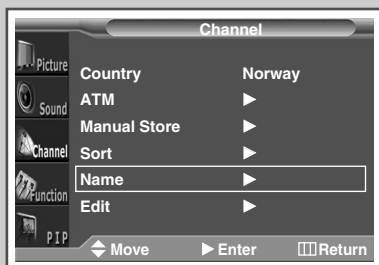 Channel
Picture
Sound
Channel
Function
PIP
Country Norway
ATM
Manual Store
Sort
Name
Edit
Move Enter Return